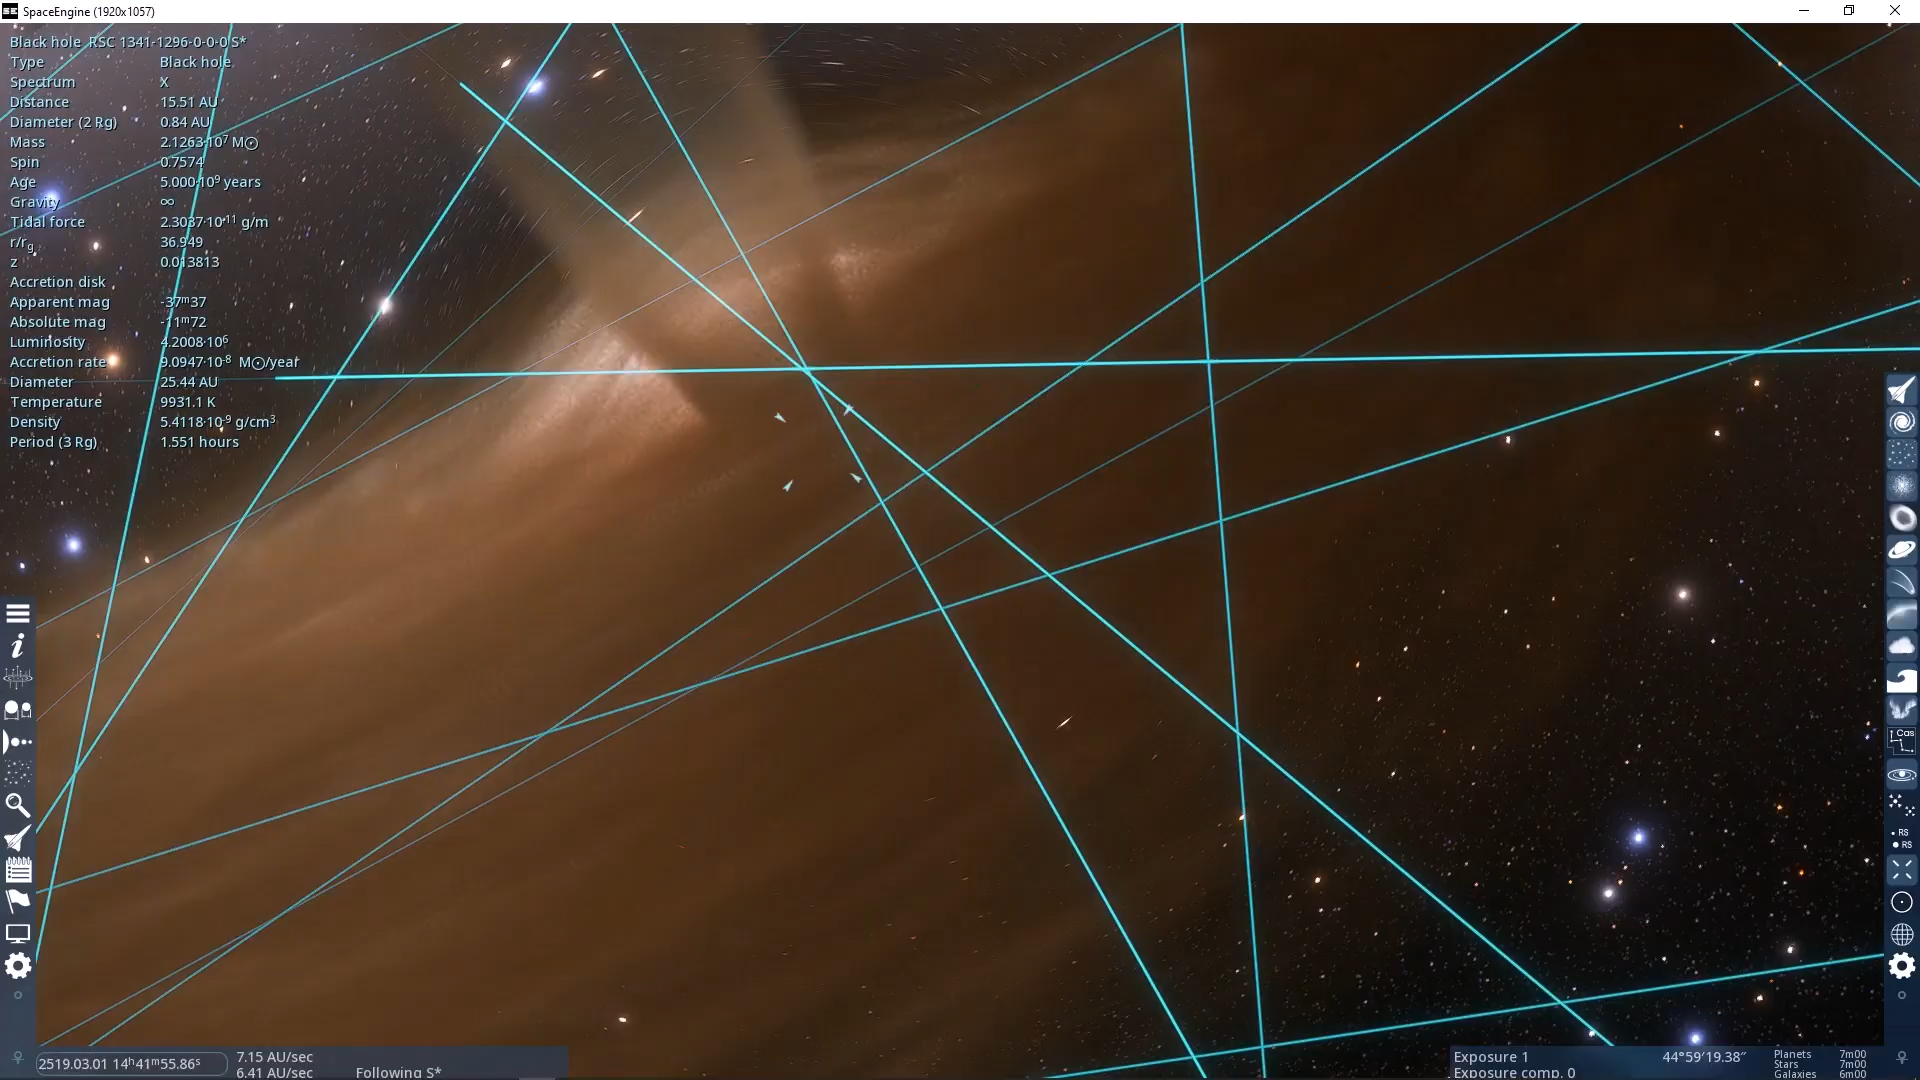 SpaceEngine (1920x1057)
Black hole RSC 1341-1296-0-0-0 S*
Type Black hole
Spectrum X
Distance 15.51 AU
Diameter (2 Rg) 0.84 AU
Mass 2.1263·10⁷ M☉
Spin 0.7574
Age 5.000·10⁹ years
Gravity ∞
Tidal force 2.3037·10⁻¹¹ g/m
r/rg 36.949
z 0.013813
Accretion disk
Apparent mag -37ᵐ37
Absolute mag -11ᵐ72
Luminosity 4.2008·10⁶
Accretion rate 9.0947·10⁻⁸ M☉/year
Diameter 25.44 AU
Temperature 9931.1 K
Density 5.4118·10⁻⁹ g/cm³
Period (3 Rg) 1.551 hours
Cas
RS
RS
2519.03.01 14ʰ41ᵐ55.86ˢ
7.15 AU/sec
6.41 AU/sec Following S*
Exposure 1 44°59′19.38″
Exposure comp. 0
Planets 7m00
Stars 7m00
Galaxies 6m00